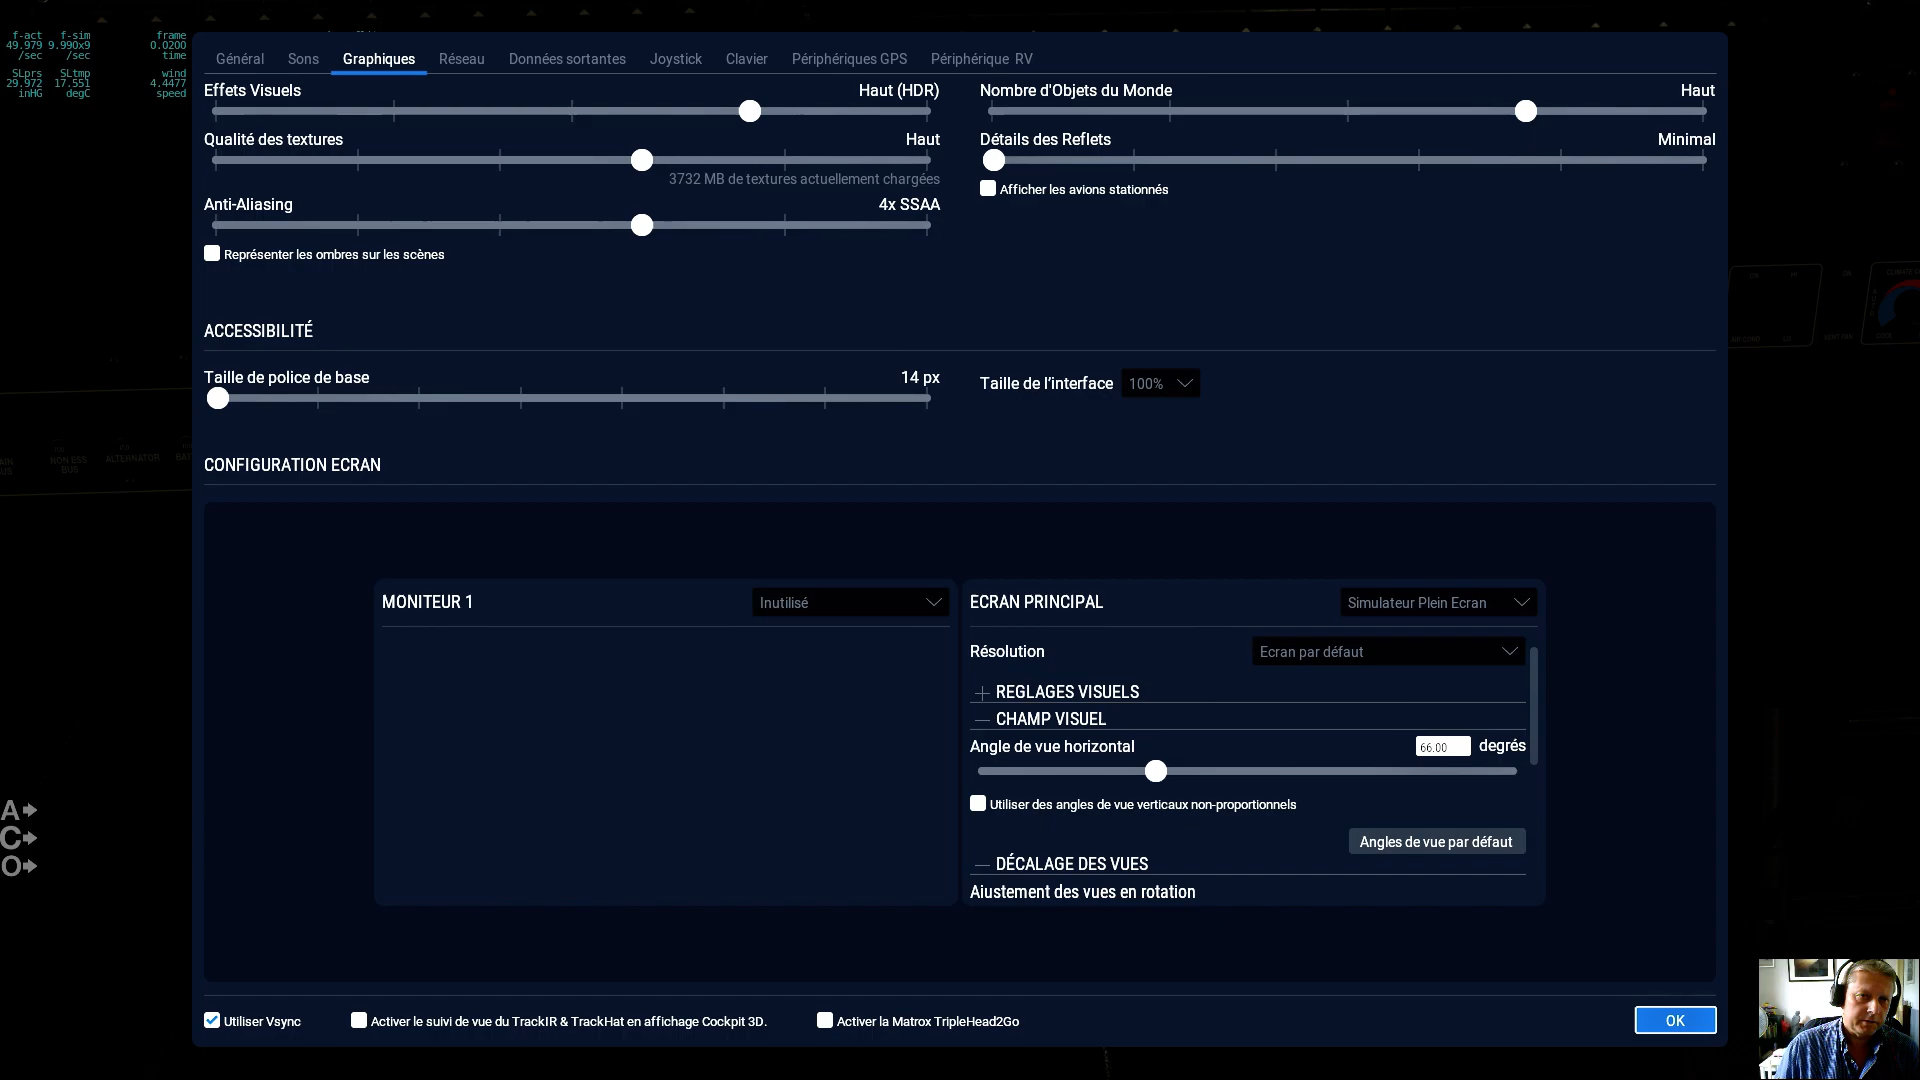 f-act f-sim frame
49.979 9.990x9 0.0200
/sec /sec time
SLprs SLtmp wind
29.972 17.551 4.4477
inHG degC speed
Général Sons Graphiques Réseau Données sortantes Joystick Clavier Périphériques GPS Périphérique RV
Effets Visuels Haut (HDR)
Qualité des textures Haut
3732 MB de textures actuellement chargées
Anti-Aliasing 4x SSAA
Représenter les ombres sur les scènes
Nombre d'Objets du Monde Haut
Détails des Reflets Minimal
Afficher les avions stationnés
ACCESSIBILITÉ
Taille de police de base 14 px
Taille de l'interface 100%
CONFIGURATION ECRAN
MONITEUR 1 Inutilisé
ECRAN PRINCIPAL Simulateur Plein Ecran
Résolution Ecran par défaut
REGLAGES VISUELS
CHAMP VISUEL
Angle de vue horizontal 66.00 degrés
Utiliser des angles de vue verticaux non-proportionnels
Angles de vue par défaut
DÉCALAGE DES VUES
Ajustement des vues en rotation
Utiliser Vsync
Activer le suivi de vue du TrackIR & TrackHat en affichage Cockpit 3D.
Activer la Matrox TripleHead2Go
OK
A
C
O
NON ESS
BUS
ALTERNATOR